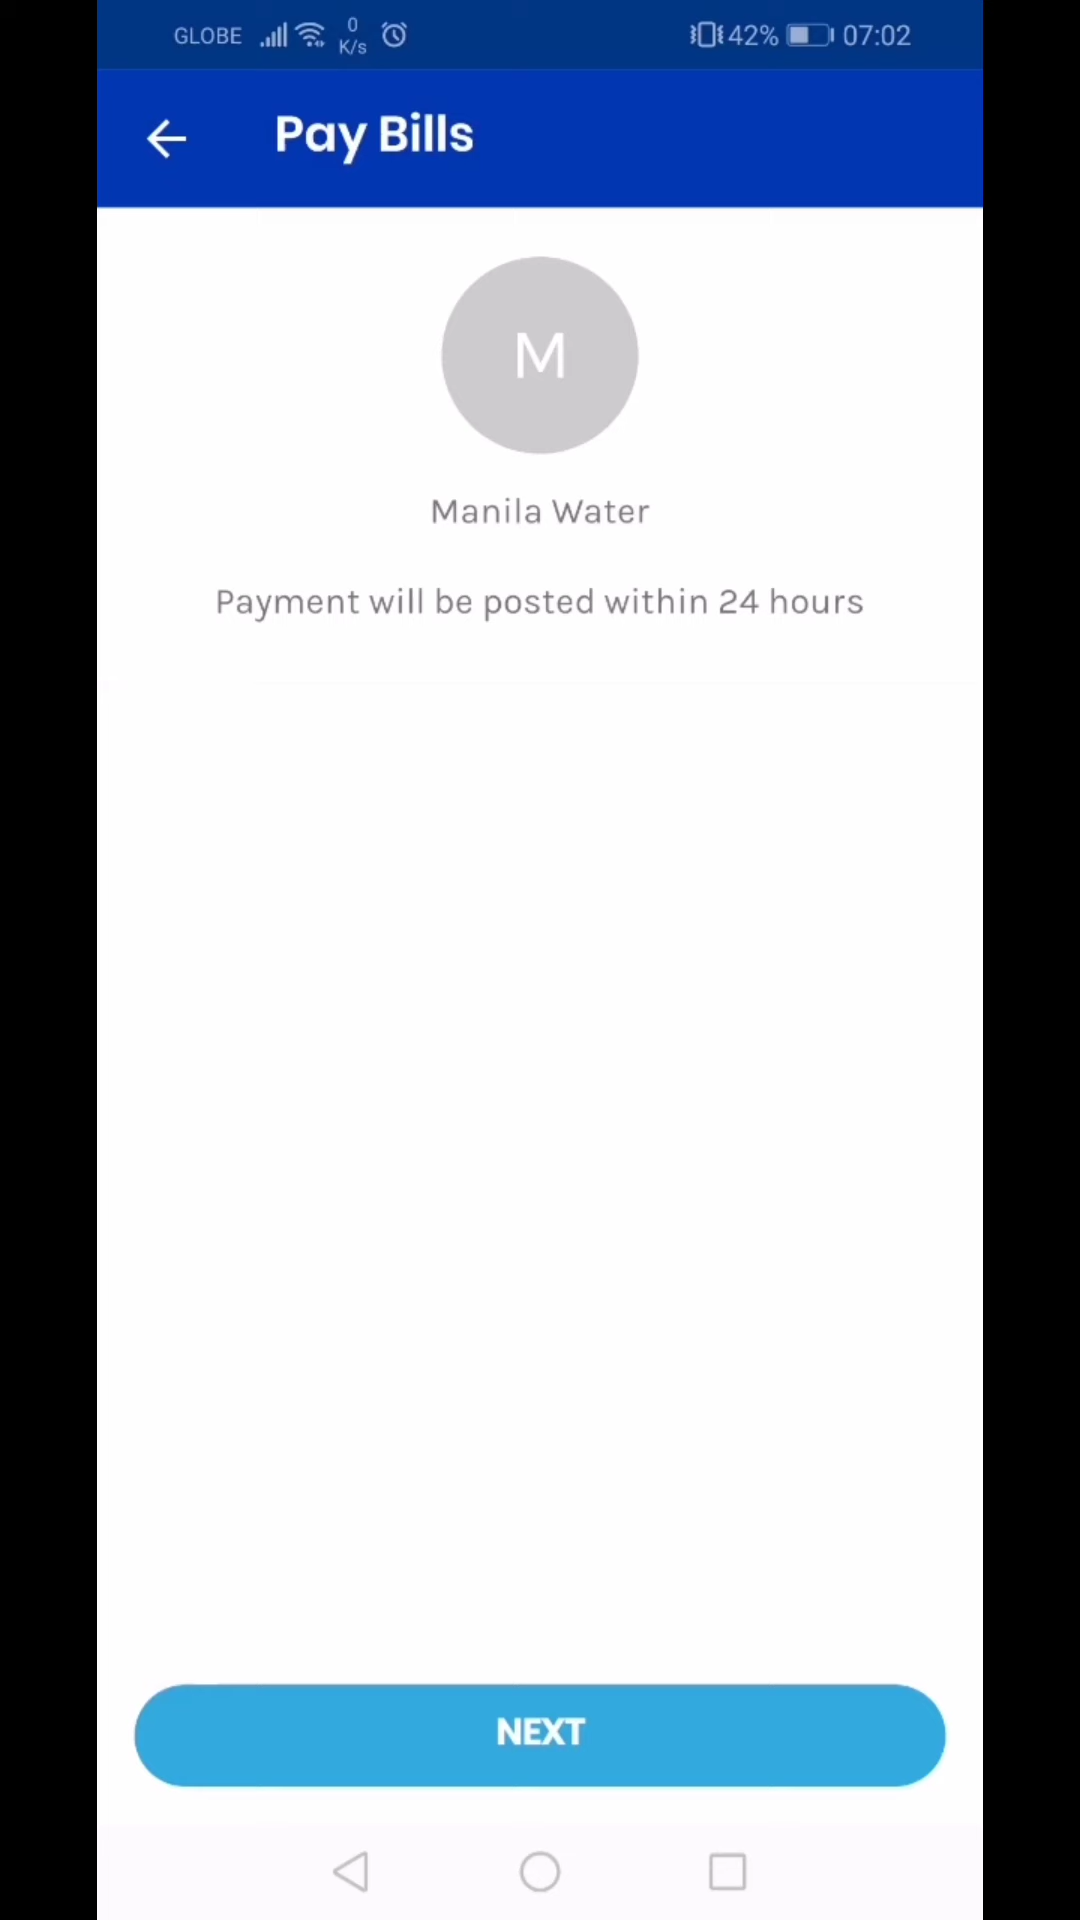 GLOBE 0 K/s 42% 07:02
Pay Bills
M
Manila Water
Payment will be posted within 24 hours
NEXT